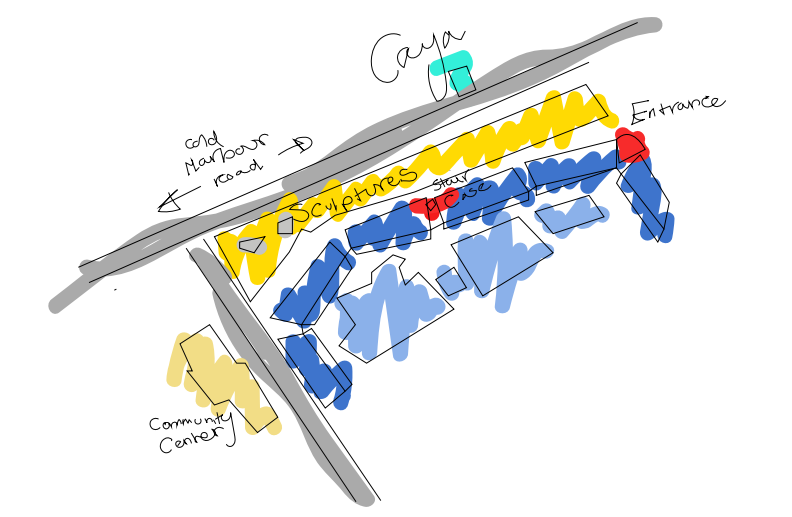 Caya
Entrance
cold
Harbour
road
Sculptures
stair
case
Community
Center